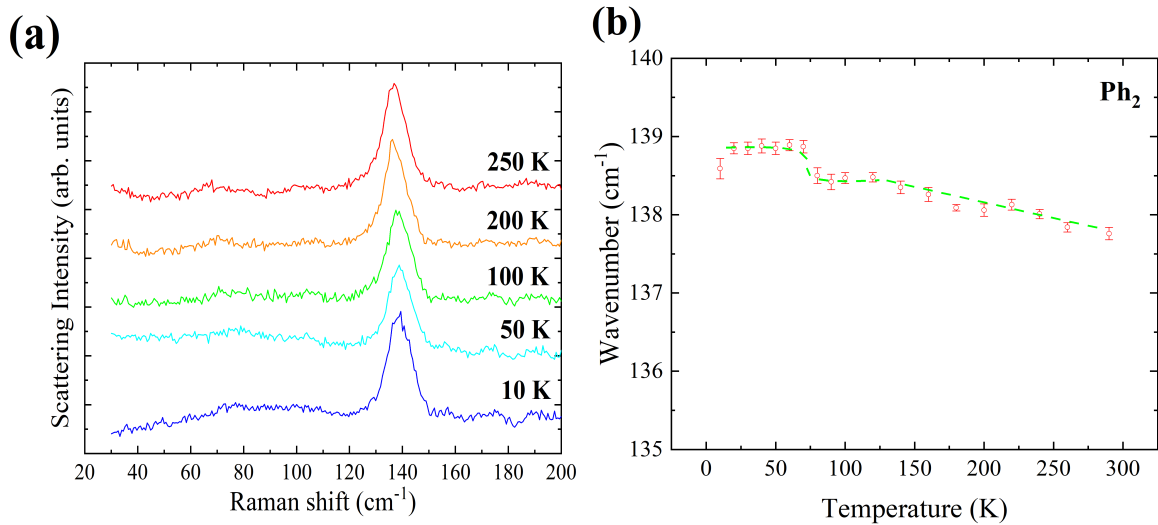 (a)
Scattering Intensity (arb. units)
250 K
200 K
100 K
50 K
10 K
20 40 60 80 100 120 140 160 180 200
Raman shift (cm⁻¹)
(b)
Ph₂
Wavenumber (cm⁻¹)
140
139
138
137
136
135
0 50 100 150 200 250 300
Temperature (K)